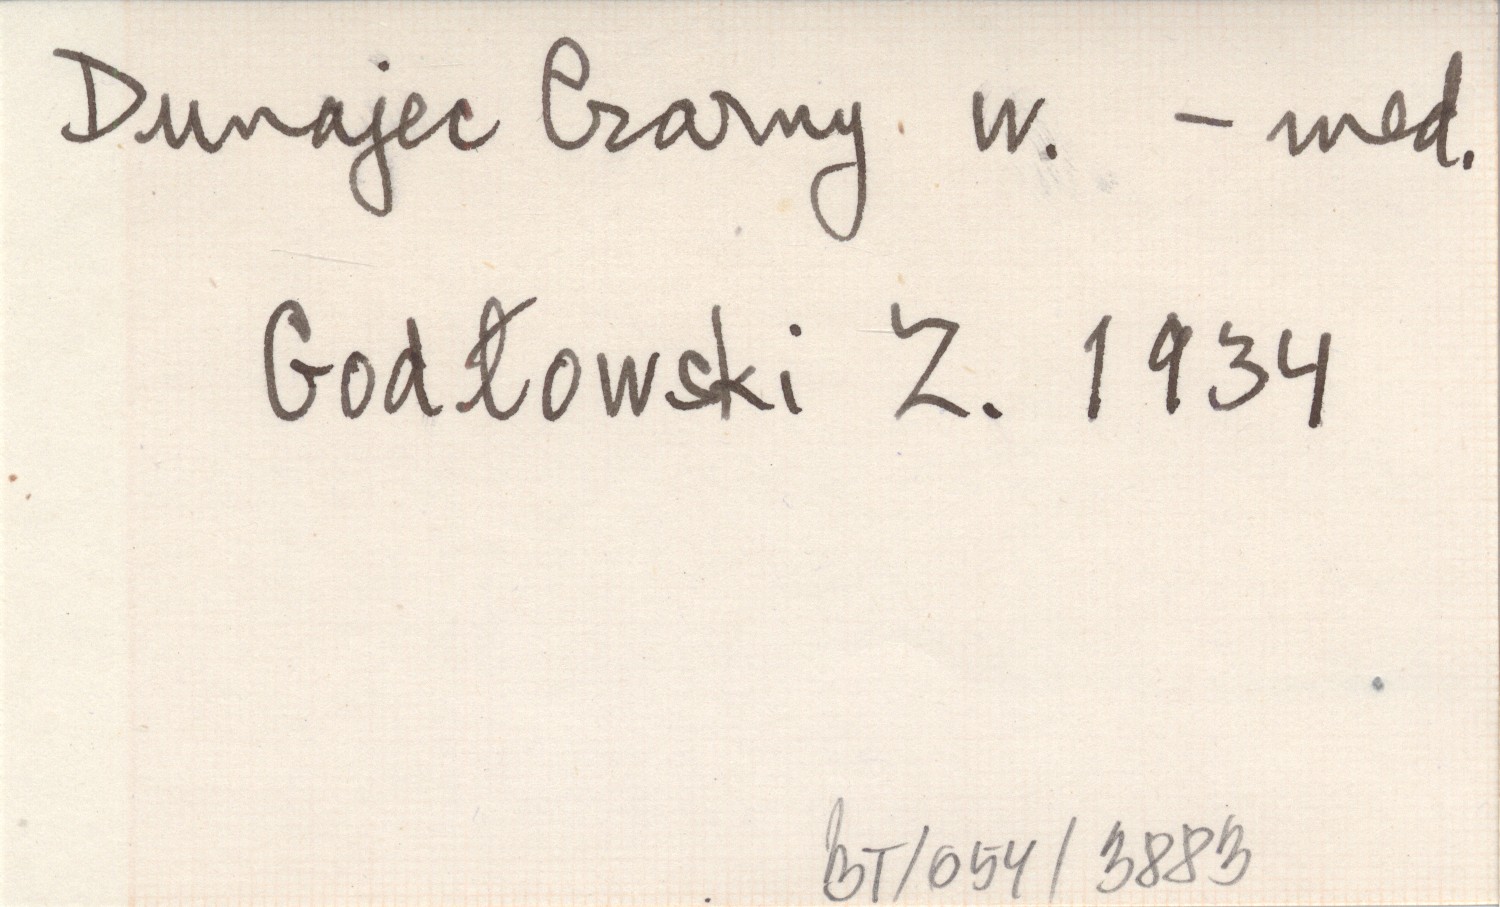 Dunajec Czarny w. - med.
Godłowski Z. 1934
BT/054/3883